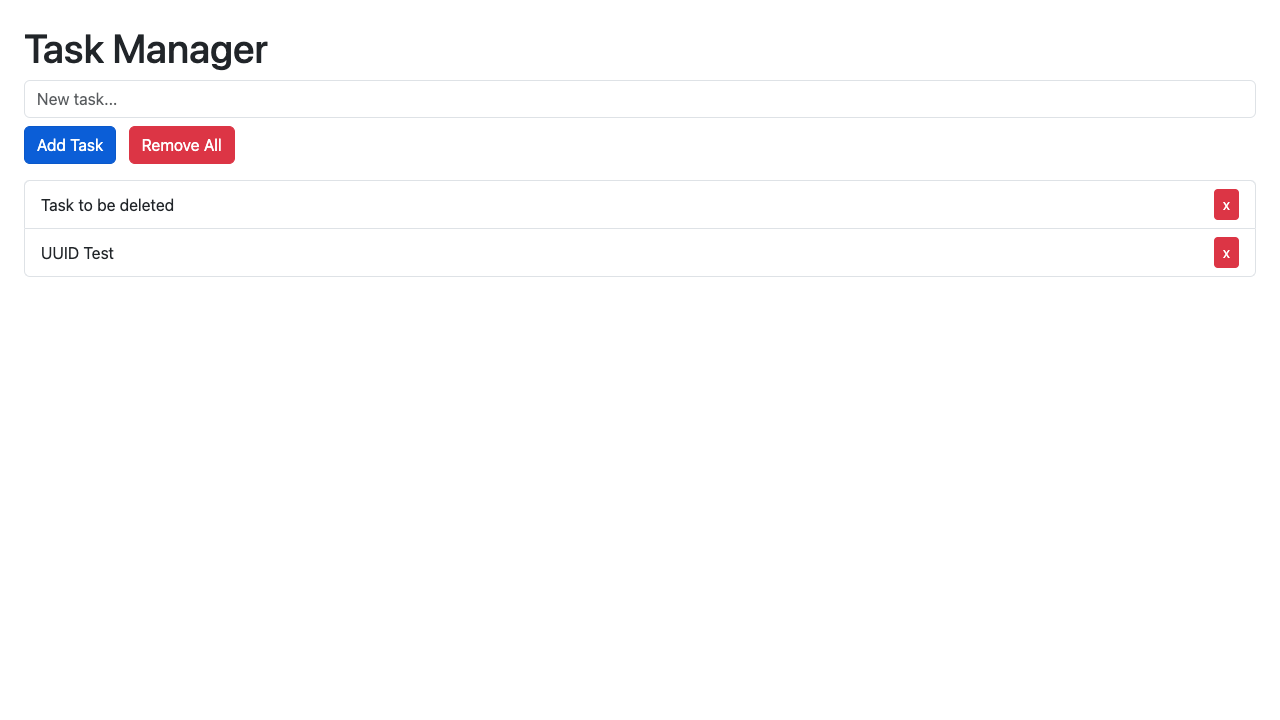 Task Manager
New task...
Add Task Remove All
Task to be deleted x
UUID Test x